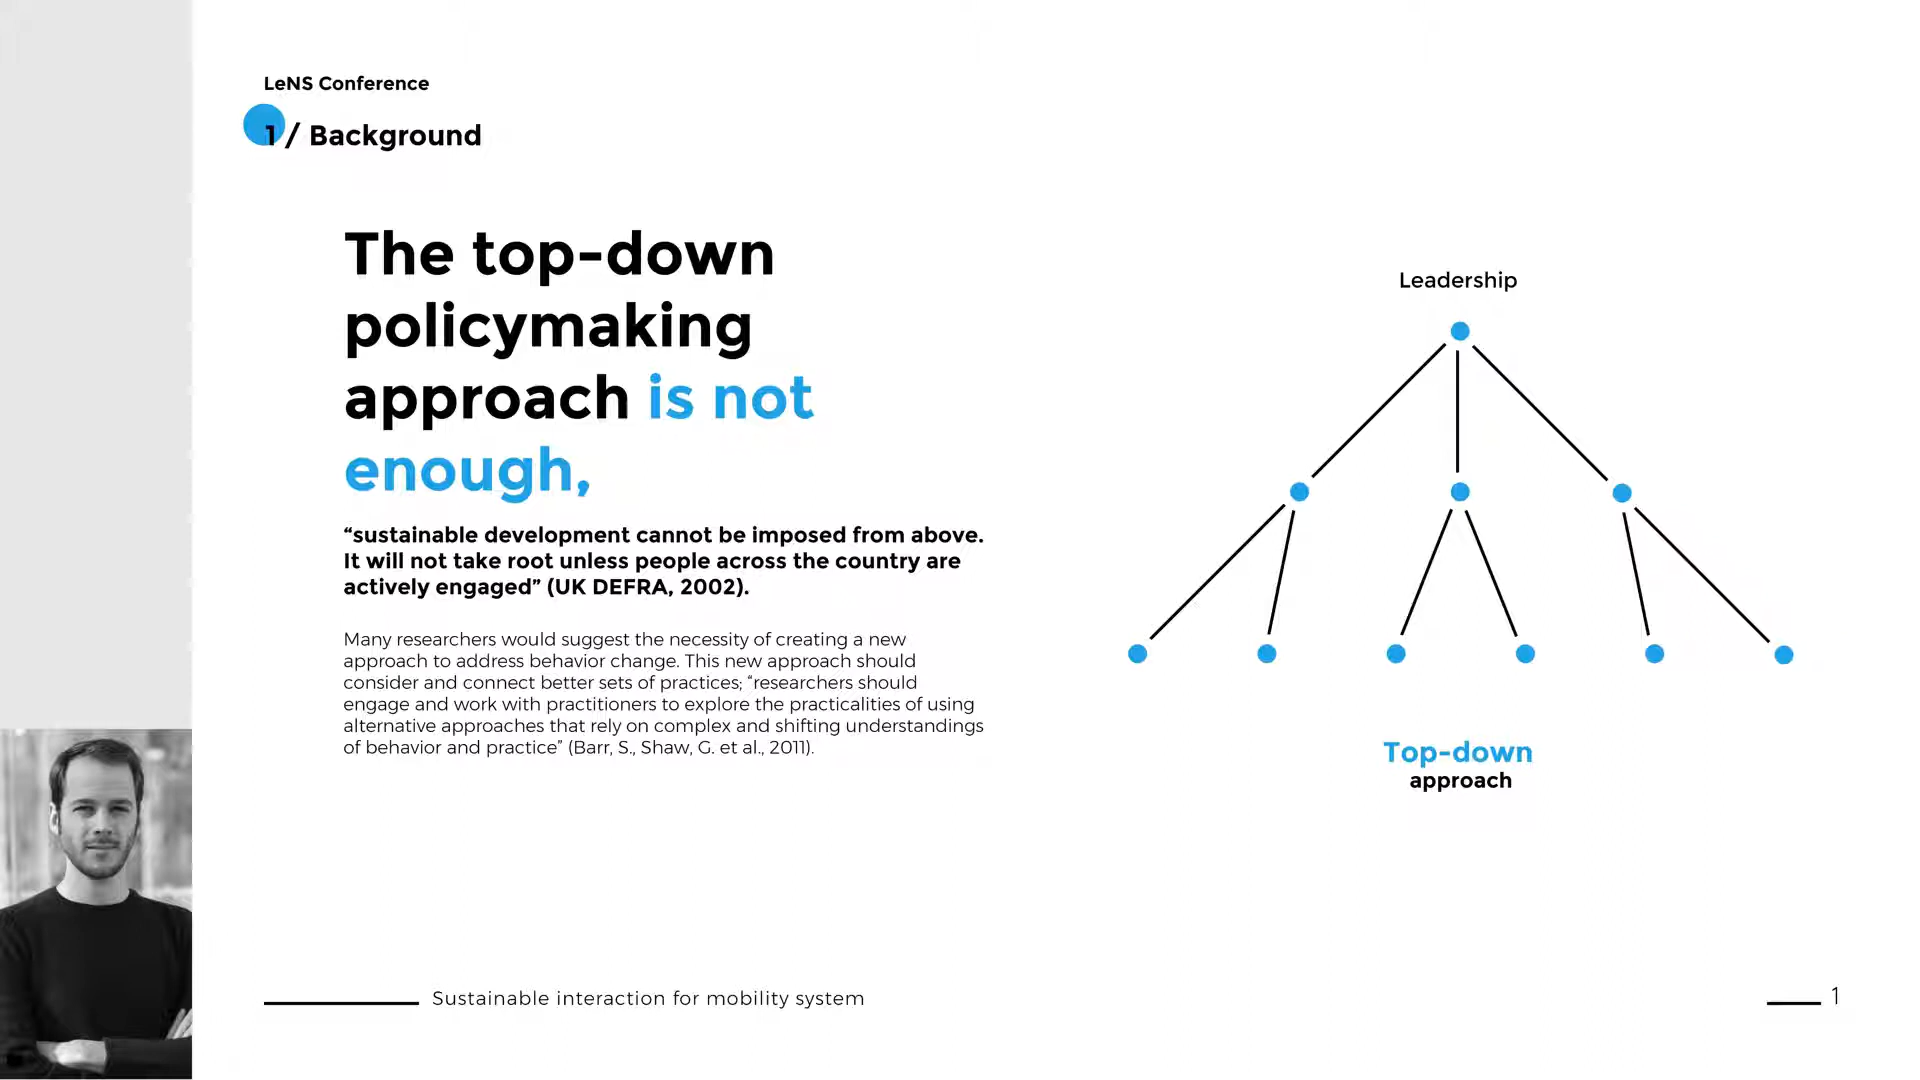 LeNS Conference
1 / Background
The top-down
policymaking
approach is not
enough,
“sustainable development cannot be imposed from above.
It will not take root unless people across the country are
actively engaged” (UK DEFRA, 2002).
Many researchers would suggest the necessity of creating a new
approach to address behavior change. This new approach should
consider and connect better sets of practices; “researchers should
engage and work with practitioners to explore the practicalities of using
alternative approaches that rely on complex and shifting understandings
of behavior and practice” (Barr, S., Shaw, G. et al., 2011).
Leadership
Top-down
approach
Sustainable interaction for mobility system
1